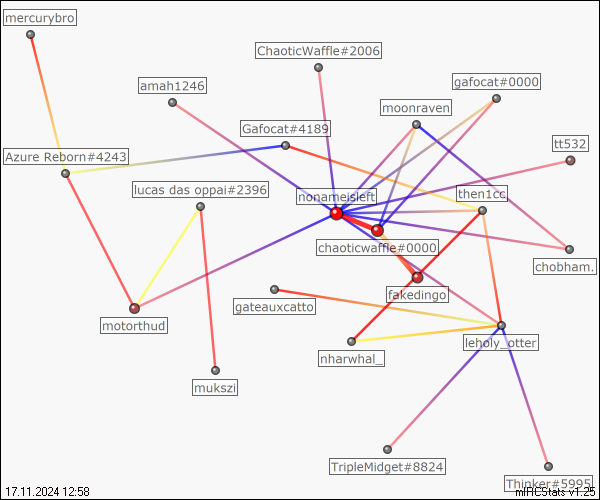 mercurybro
ChaoticWaffle#2006
amah1246
gafocat#0000
moonraven
Gafocat#4189
tt532
Azure Reborn#4243
lucas das oppai#2396
nonameisleft
then1cc
chaoticwaffle#0000
chobham.
fakedingo
gateauxcatto
motorthud
leholy_otter
nharwhal_
mukszi
TripleMidget#8824
Thinker#5995
17.11.2024 12:58
mIRCStats v1.25